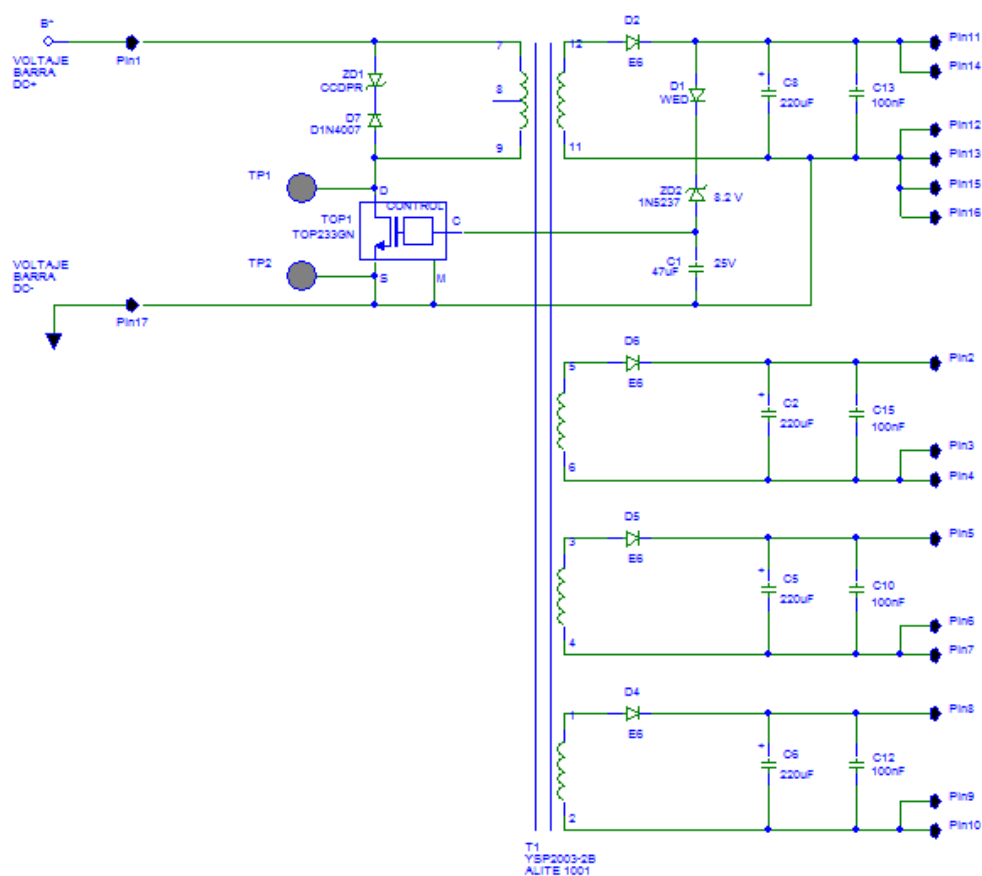 B+
VOLTAJE
BARRA
DC+
Pin1
ZD1
CCDPR
D7
D1N4007
7
8
9
12
11
D2
E6
D1
WED
C8
220uF
C13
100nF
Pin11
Pin14
Pin12
Pin13
Pin15
Pin16
TP1
D
CONTROL
TOP1
TOP233GN
C
ZD2
1N5237
8.2 V
TP2
S
M
C1
47uF
25V
VOLTAJE
BARRA
DC-
Pin17
D6
E6
5
6
C2
220uF
C15
100nF
Pin2
Pin3
Pin4
D5
E6
3
4
C5
220uF
C10
100nF
Pin5
Pin6
Pin7
D4
E6
1
2
C6
220uF
C12
100nF
Pin8
Pin9
Pin10
T1
YSP2003-2B
ALITE 1001